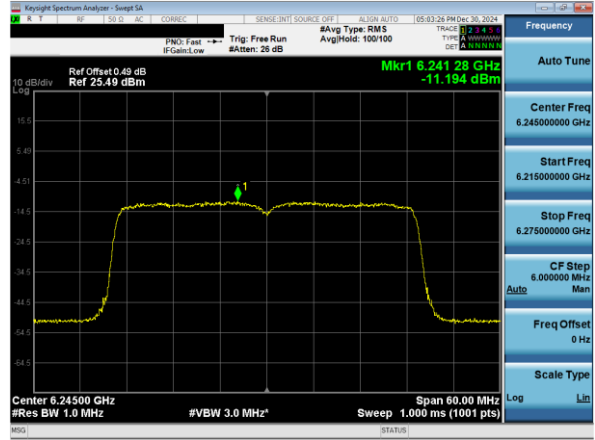 Keysight Spectrum Analyzer - Swept SA
R T RF 50 Ω AC CORREC SENSE:INT SOURCE OFF ALIGN AUTO 05:03:26 PM Dec 30, 2024
PNO: Fast
IFGain:Low
Trig: Free Run
#Atten: 26 dB
#Avg Type: RMS
Avg|Hold: 100/100
TRACE 1 2 3 4 5 6
TYPE A WWWWW
DET A N N N N N
Ref Offset 0.49 dB
Ref 25.49 dBm
10 dB/div
Log
Mkr1 6.241 28 GHz
-11.194 dBm
15.5
5.49
-4.51
-14.5
-24.5
-34.5
-44.5
-54.5
-64.5
1
Center 6.24500 GHz
#Res BW 1.0 MHz
#VBW 3.0 MHz*
Span 60.00 MHz
Sweep 1.000 ms (1001 pts)
MSG
STATUS
Frequency
Auto Tune
Center Freq
6.245000000 GHz
Start Freq
6.215000000 GHz
Stop Freq
6.275000000 GHz
CF Step
6.000000 MHz
Auto Man
Freq Offset
0 Hz
Scale Type
Log Lin